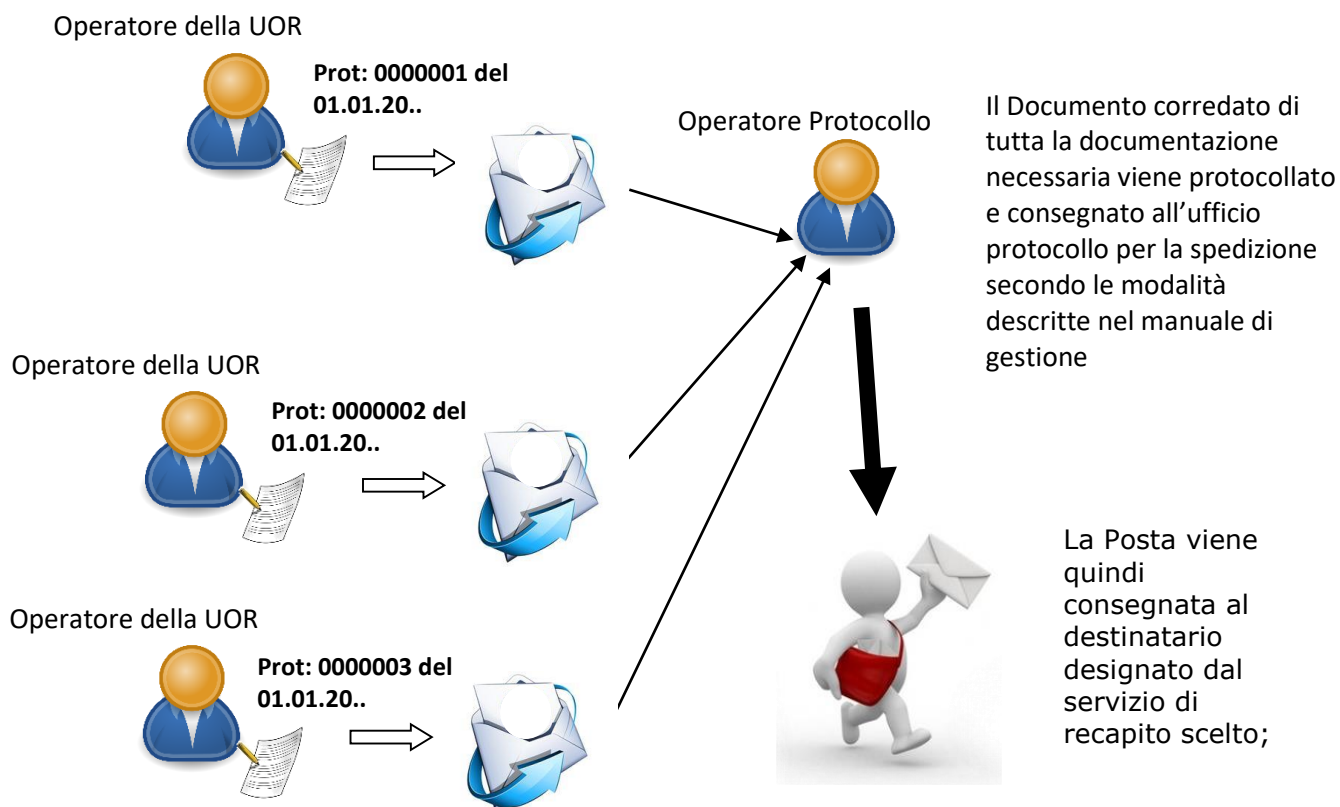 Operatore della UOR
Prot: 0000001 del
01.01.20..
Operatore Protocollo
Il Documento corredato di
tutta la documentazione
necessaria viene protocollato
e consegnato all’ufficio
protocollo per la spedizione
secondo le modalità
descritte nel manuale di
gestione
Operatore della UOR
Prot: 0000002 del
01.01.20..
La Posta viene
quindi
consegnata al
destinatario
designato dal
servizio di
recapito scelto;
Operatore della UOR
Prot: 0000003 del
01.01.20..